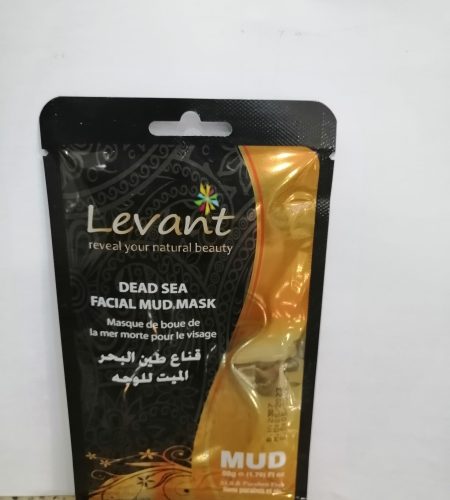 Levant
reveal your natural beauty
DEAD SEA
FACIAL MUD MASK
Masque de boue de
la mer morte pour le visage
قناع طين البحر
الميت للوجه
MUD